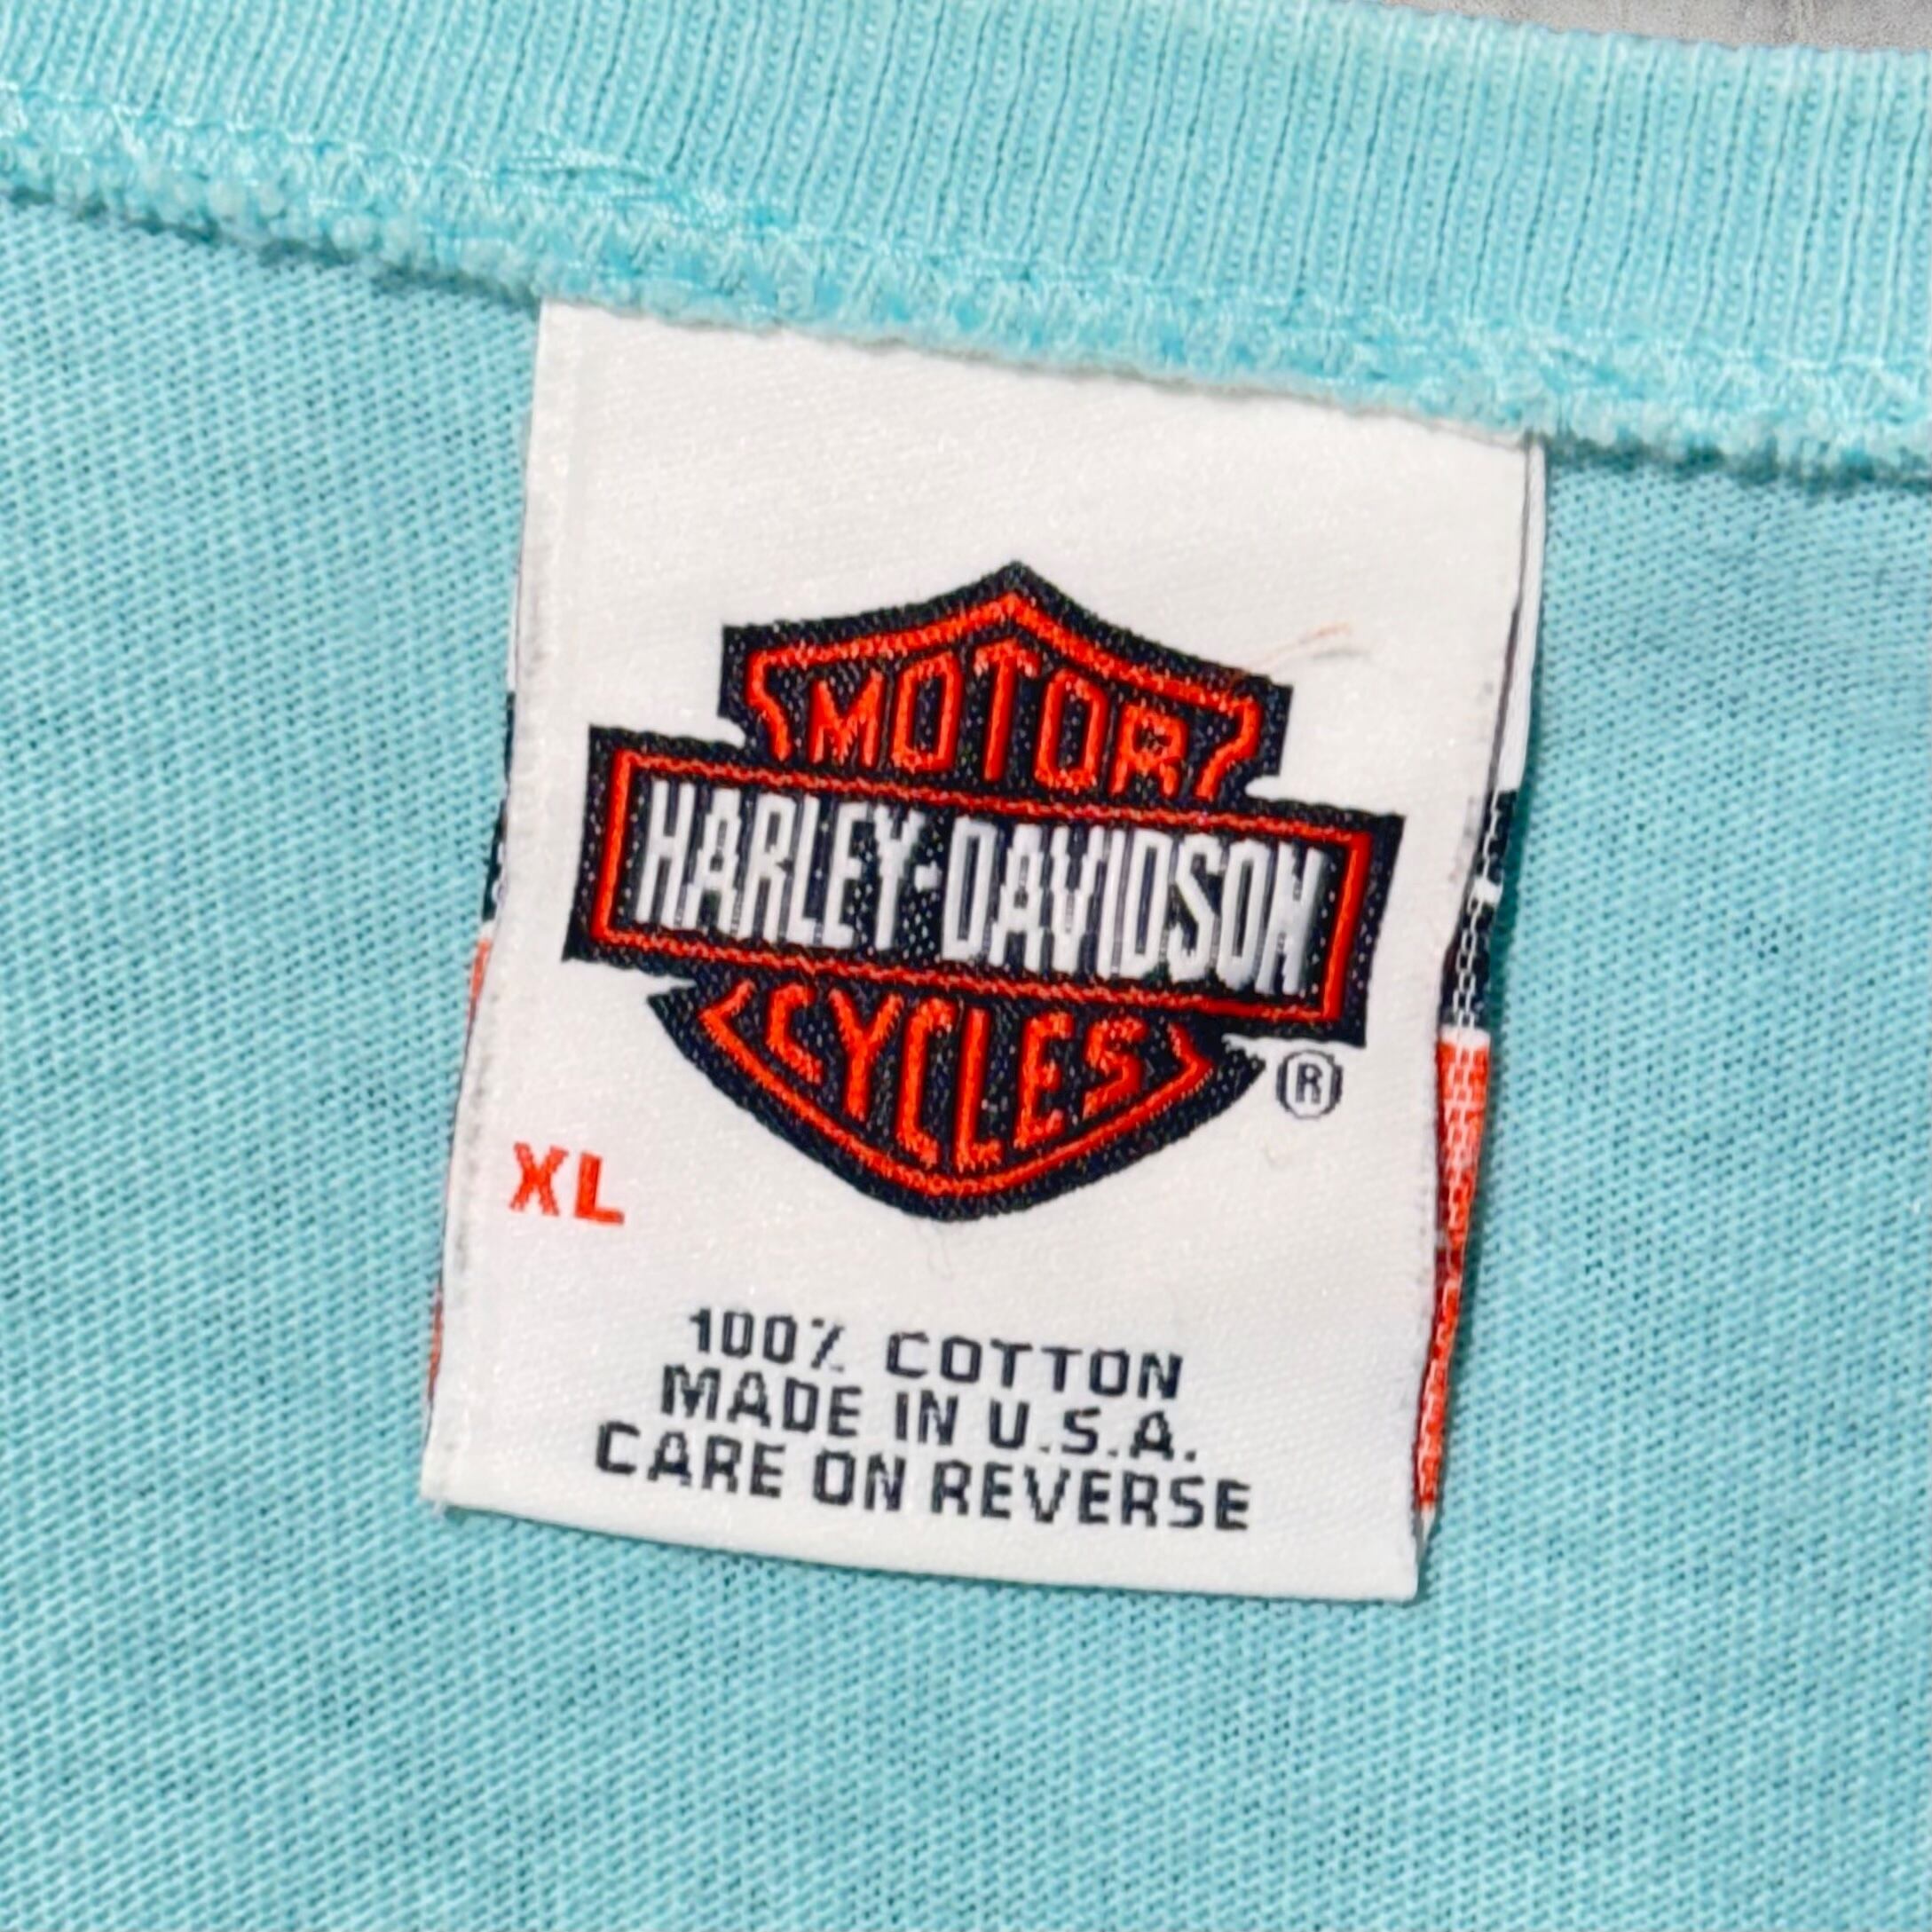 MOTOR
HARLEY-DAVIDSON
CYCLES
®
XL
100% COTTON
MADE IN U.S.A.
CARE ON REVERSE